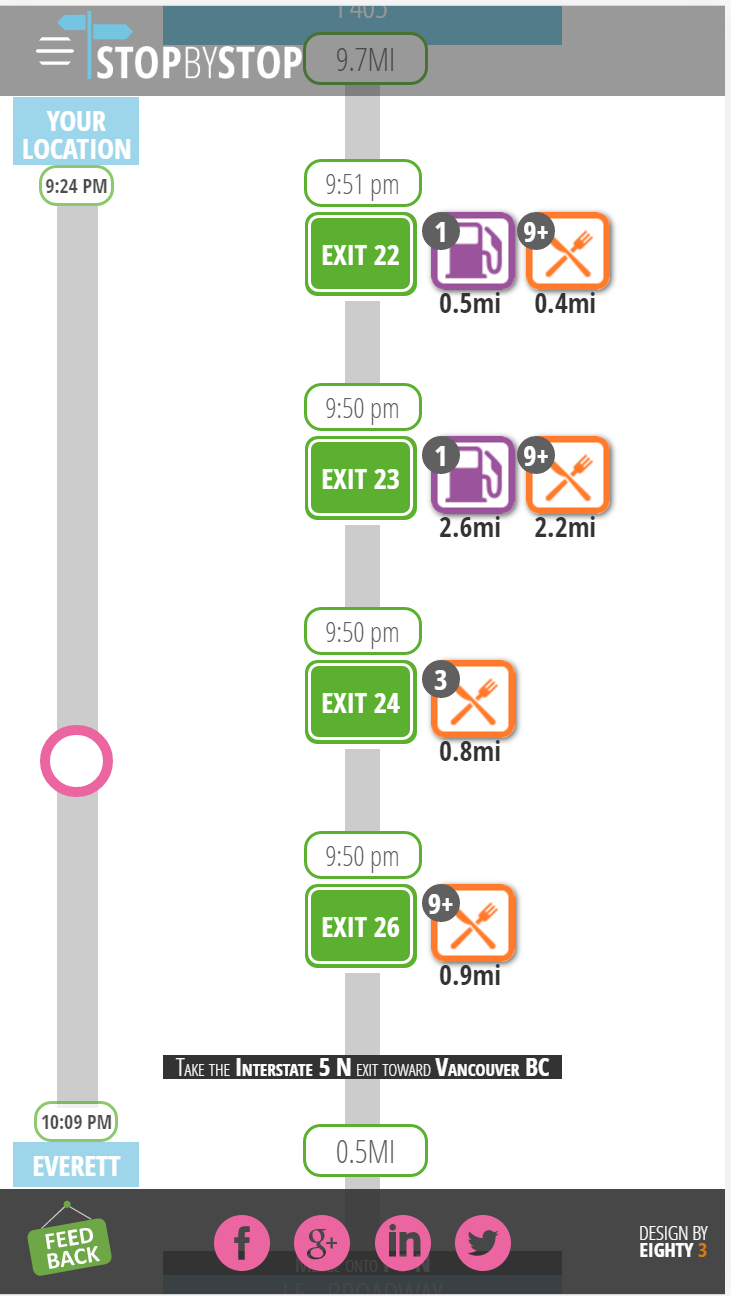 I 405
STOPBYSTOP
9.7MI
YOUR
LOCATION
9:24 PM
9:51 pm
EXIT 22
1
9+
0.5mi
0.4mi
9:50 pm
EXIT 23
1
9+
2.6mi
2.2mi
9:50 pm
EXIT 24
3
0.8mi
9:50 pm
EXIT 26
9+
0.9mi
TAKE THE INTERSTATE 5 N EXIT TOWARD VANCOUVER BC
10:09 PM
EVERETT
0.5MI
FEED
BACK
f
g+
in
DESIGN BY
EIGHTY 3
ONTO
BROADWAY